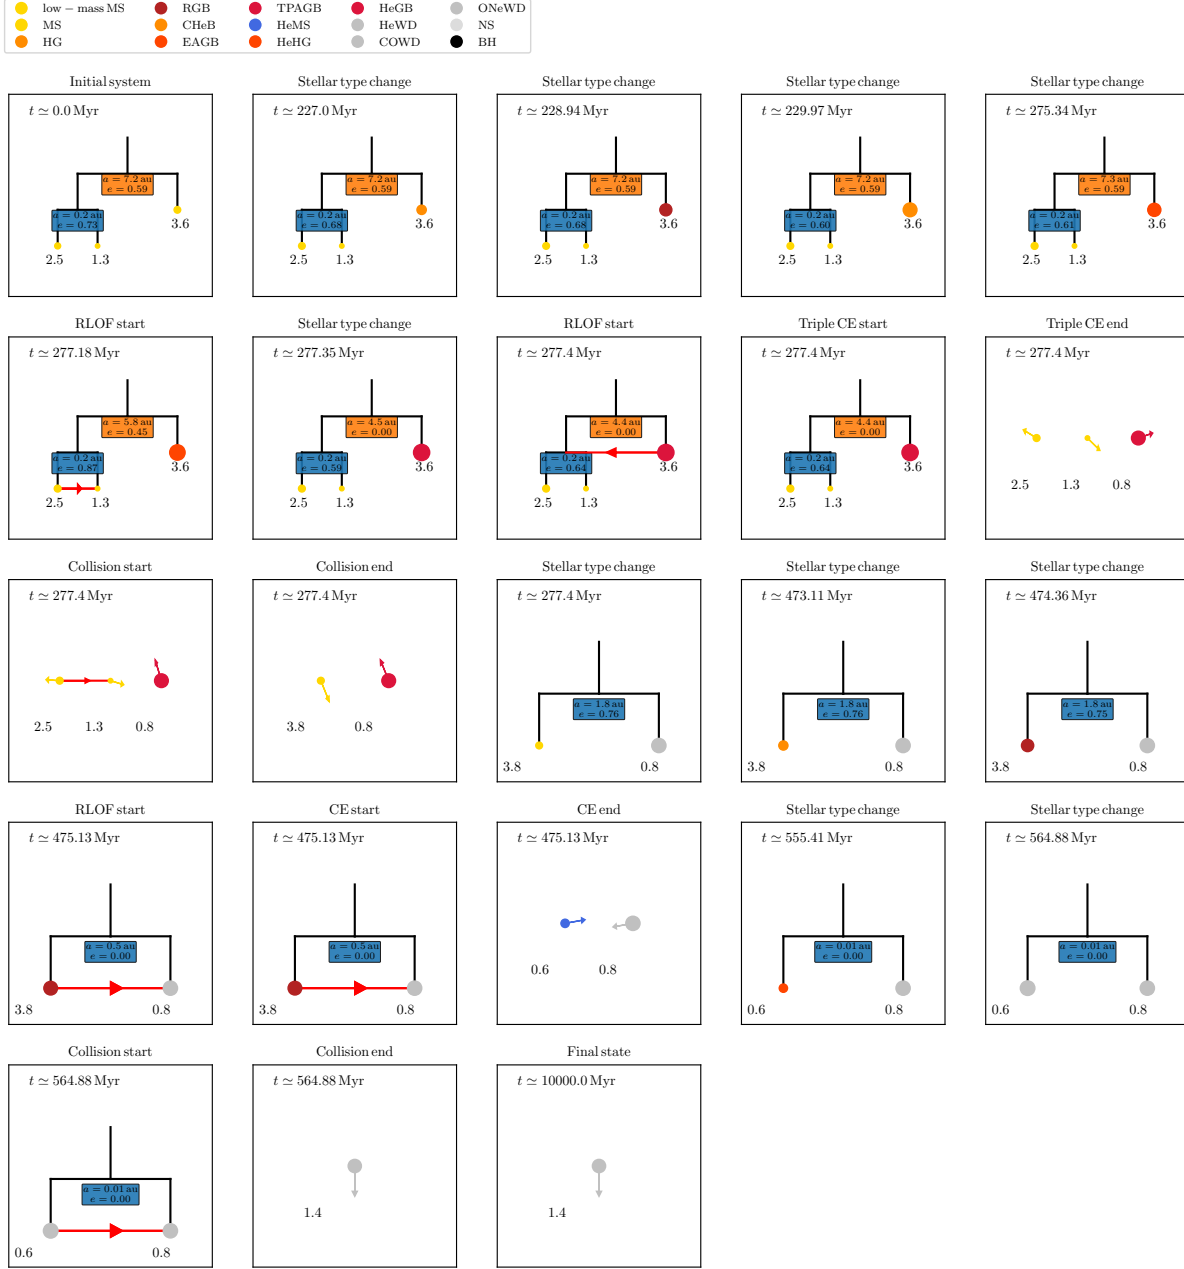 low − mass MS RGB TPAGB HeGB ONeWD
MS CHeB HeMS HeWD NS
HG EAGB HeHG COWD BH
Initial system
t ≃ 0.0 Myr
a = 7.2 au
e = 0.59
a = 0.2 au
e = 0.73
3.6
2.5 1.3
Stellar type change
t ≃ 227.0 Myr
a = 7.2 au
e = 0.59
a = 0.2 au
e = 0.68
3.6
2.5 1.3
Stellar type change
t ≃ 228.94 Myr
a = 7.2 au
e = 0.59
a = 0.2 au
e = 0.68
3.6
2.5 1.3
Stellar type change
t ≃ 229.97 Myr
a = 7.2 au
e = 0.59
a = 0.2 au
e = 0.60
3.6
2.5 1.3
Stellar type change
t ≃ 275.34 Myr
a = 7.3 au
e = 0.59
a = 0.2 au
e = 0.61
3.6
2.5 1.3
RLOF start
t ≃ 277.18 Myr
a = 5.8 au
e = 0.45
a = 0.2 au
e = 0.87
3.6
2.5 1.3
Stellar type change
t ≃ 277.35 Myr
a = 4.5 au
e = 0.00
a = 0.2 au
e = 0.59
3.6
2.5 1.3
RLOF start
t ≃ 277.4 Myr
a = 4.4 au
e = 0.00
a = 0.2 au
e = 0.64
3.6
2.5 1.3
Triple CE start
t ≃ 277.4 Myr
a = 4.4 au
e = 0.00
a = 0.2 au
e = 0.64
3.6
2.5 1.3
Triple CE end
t ≃ 277.4 Myr
2.5 1.3 0.8
Collision start
t ≃ 277.4 Myr
2.5 1.3 0.8
Collision end
t ≃ 277.4 Myr
3.8 0.8
Stellar type change
t ≃ 277.4 Myr
a = 1.8 au
e = 0.76
3.8 0.8
Stellar type change
t ≃ 473.11 Myr
a = 1.8 au
e = 0.76
3.8 0.8
Stellar type change
t ≃ 474.36 Myr
a = 1.8 au
e = 0.75
3.8 0.8
RLOF start
t ≃ 475.13 Myr
a = 0.5 au
e = 0.00
3.8 0.8
CE start
t ≃ 475.13 Myr
a = 0.5 au
e = 0.00
3.8 0.8
CE end
t ≃ 475.13 Myr
0.6 0.8
Stellar type change
t ≃ 555.41 Myr
a = 0.01 au
e = 0.00
0.6 0.8
Stellar type change
t ≃ 564.88 Myr
a = 0.01 au
e = 0.00
0.6 0.8
Collision start
t ≃ 564.88 Myr
a = 0.01 au
e = 0.00
0.6 0.8
Collision end
t ≃ 564.88 Myr
1.4
Final state
t ≃ 10000.0 Myr
1.4